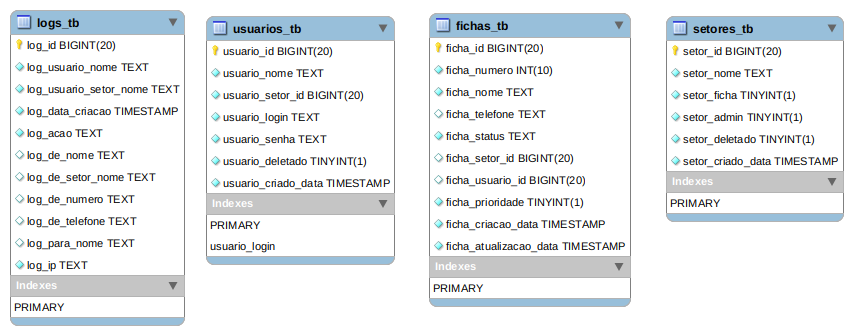 logs_tb
log_id BIGINT(20)
log_usuario_nome TEXT
log_usuario_setor_nome TEXT
log_data_criacao TIMESTAMP
log_acao TEXT
log_de_nome TEXT
log_de_setor_nome TEXT
log_de_numero TEXT
log_de_telefone TEXT
log_para_nome TEXT
log_ip TEXT
Indexes
PRIMARY
usuarios_tb
usuario_id BIGINT(20)
usuario_nome TEXT
usuario_setor_id BIGINT(20)
usuario_login TEXT
usuario_senha TEXT
usuario_deletado TINYINT(1)
usuario_criado_data TIMESTAMP
Indexes
PRIMARY
usuario_login
fichas_tb
ficha_id BIGINT(20)
ficha_numero INT(10)
ficha_nome TEXT
ficha_telefone TEXT
ficha_status TEXT
ficha_setor_id BIGINT(20)
ficha_usuario_id BIGINT(20)
ficha_prioridade TINYINT(1)
ficha_criacao_data TIMESTAMP
ficha_atualizacao_data TIMESTAMP
Indexes
PRIMARY
setores_tb
setor_id BIGINT(20)
setor_nome TEXT
setor_ficha TINYINT(1)
setor_admin TINYINT(1)
setor_deletado TINYINT(1)
setor_criado_data TIMESTAMP
Indexes
PRIMARY